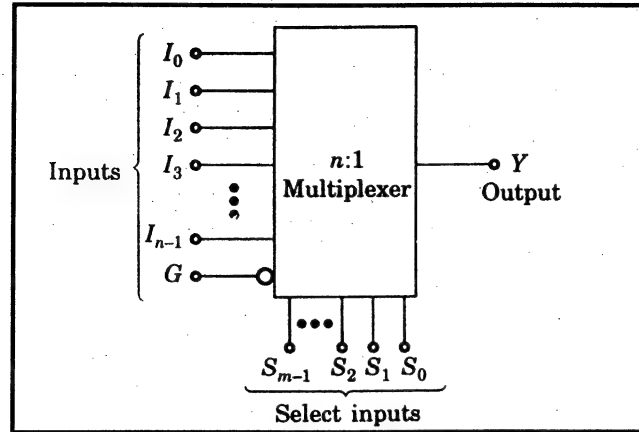 I₀
I₁
I₂
I₃
Iₙ₋₁
G
Inputs
n:1
Multiplexer
Y
Output
Sₘ₋₁ S₂ S₁ S₀
Select inputs